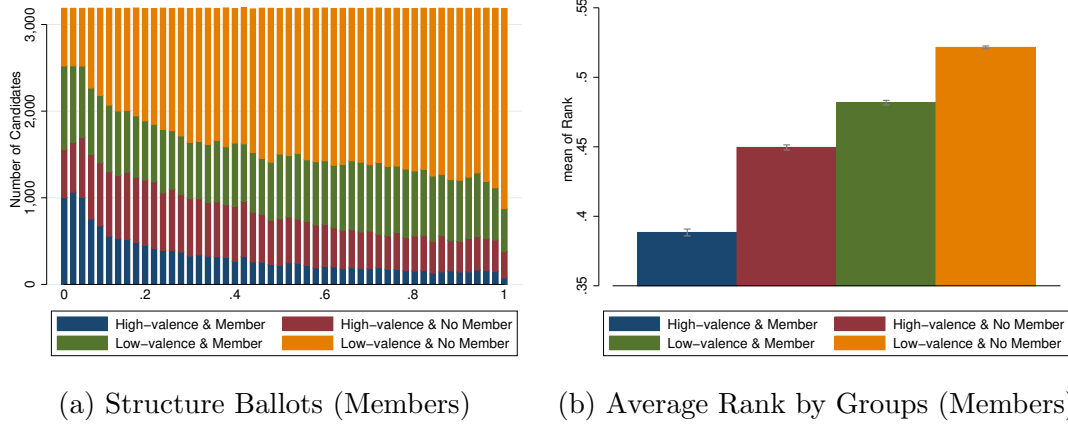 3,000
2,000
1,000
0
Number of Candidates
0 .2 .4 .6 .8 1
High-valence & Member High-valence & No Member
Low-valence & Member Low-valence & No Member
(a) Structure Ballots (Members)
.55
.5
.45
.4
.35
mean of Rank
High-valence & Member High-valence & No Member
Low-valence & Member Low-valence & No Member
(b) Average Rank by Groups (Members)